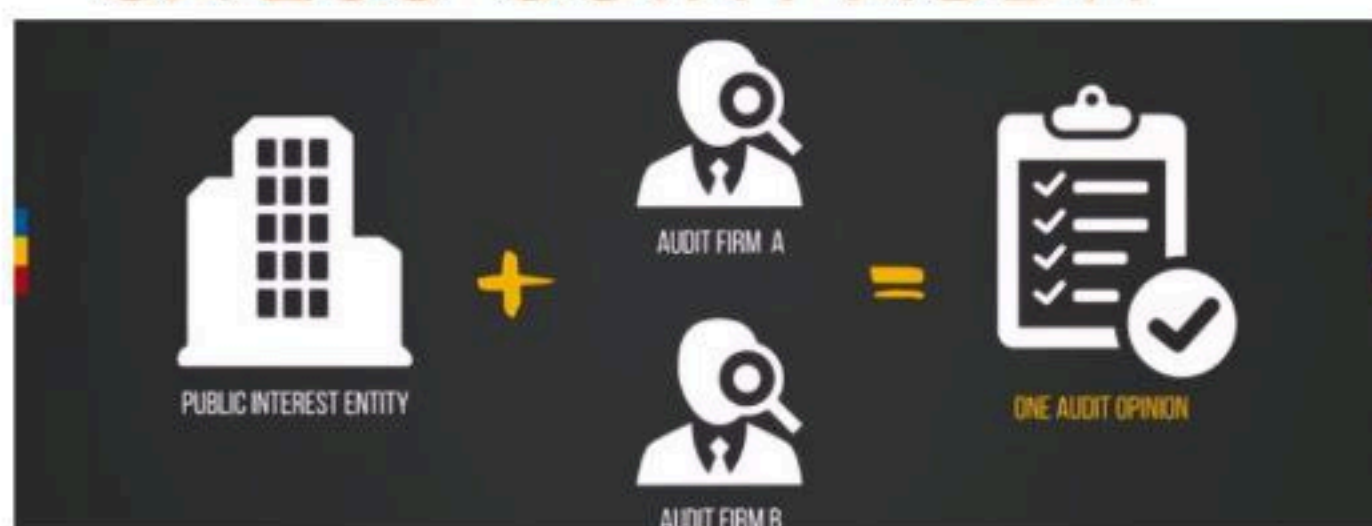 AUDIT FIRM A
PUBLIC INTEREST ENTITY
ONE AUDIT OPINION
AUDIT FIRM B